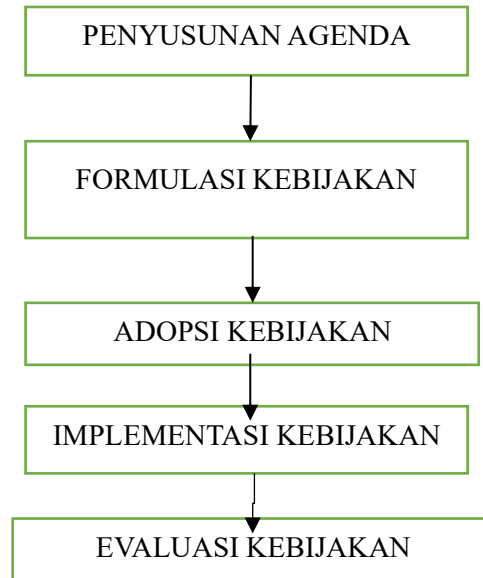 PENYUSUNAN AGENDA
FORMULASI KEBIJAKAN
ADOPSI KEBIJAKAN
IMPLEMENTASI KEBIJAKAN
EVALUASI KEBIJAKAN